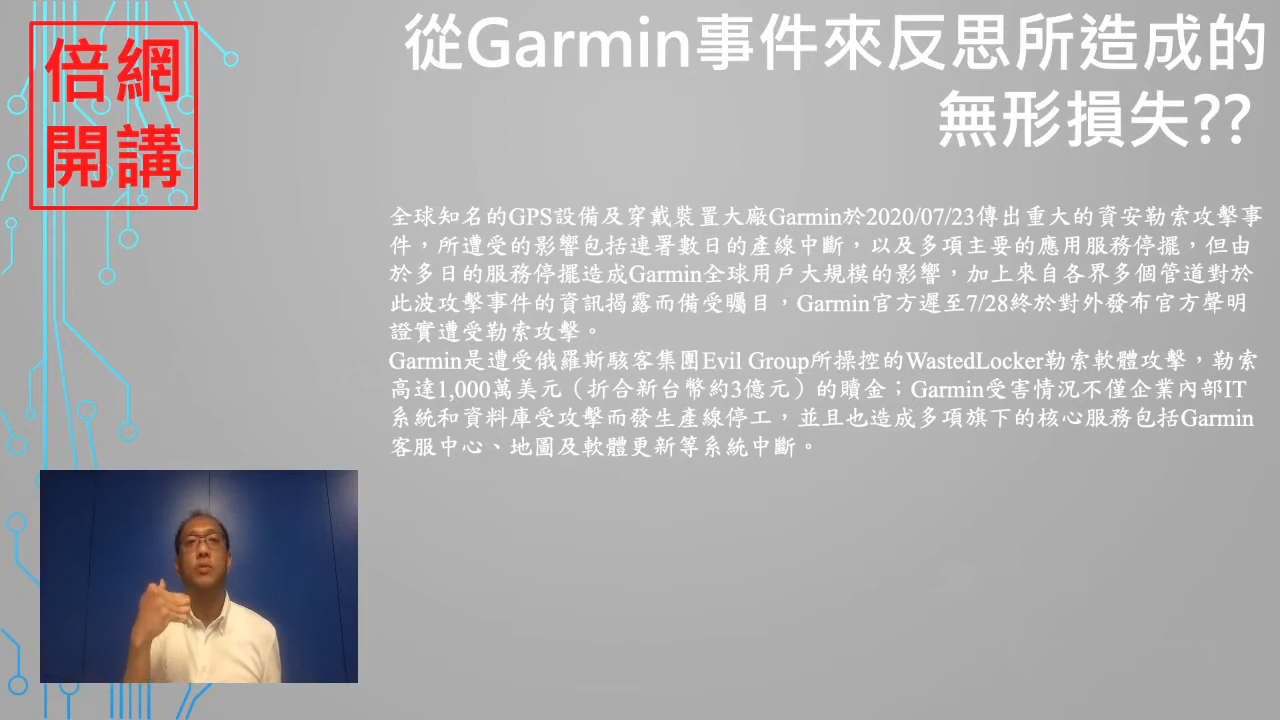 倍網
開講
從Garmin事件來反思所造成的
無形損失??
全球知名的GPS設備及穿戴裝置大廠Garmin於2020/07/23傳出重大的資安勒索攻擊事
件，所遭受的影響包括連署數日的產線中斷，以及多項主要的應用服務停擺，但由
於多日的服務停擺造成Garmin全球用戶大規模的影響，加上來自各界多個管道對於
此波攻擊事件的資訊揭露而備受矚目，Garmin官方遲至7/28終於對外發布官方聲明
證實遭受勒索攻擊。
Garmin是遭受俄羅斯駭客集團Evil Group所操控的WastedLocker勒索軟體攻擊，勒索
高達1,000萬美元（折合新台幣約3億元）的贖金；Garmin受害情況不僅企業內部IT
系統和資料庫受攻擊而發生產線停工，並且也造成多項旗下的核心服務包括Garmin
客服中心、地圖及軟體更新等系統中斷。